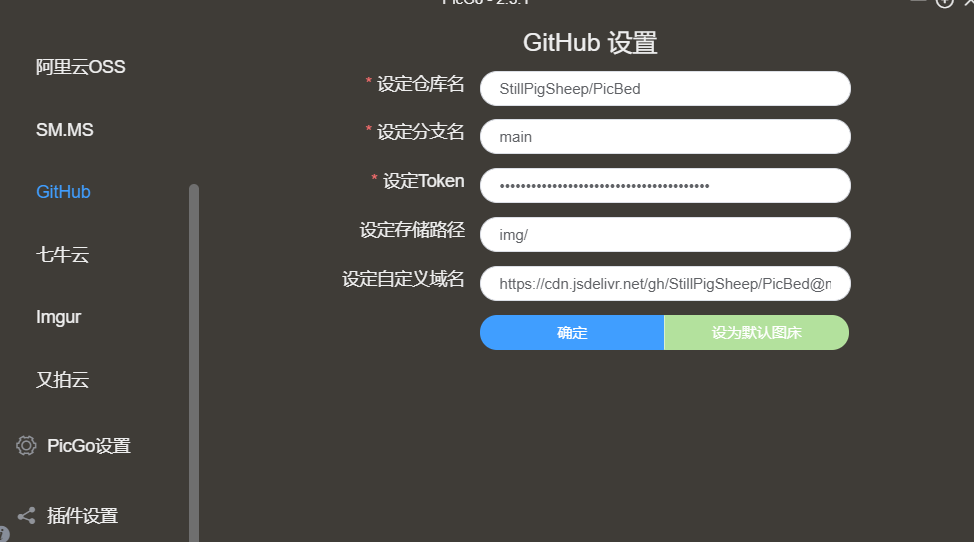 PicGo - 2.3.1
GitHub 设置
阿里云OSS
SM.MS
GitHub
七牛云
Imgur
又拍云
PicGo设置
插件设置
* 设定仓库名
StillPigSheep/PicBed
* 设定分支名
main
* 设定Token
••••••••••••••••••••••••••••••••••••••••
设定存储路径
img/
设定自定义域名
https://cdn.jsdelivr.net/gh/StillPigSheep/PicBed@m
确定
设为默认图床